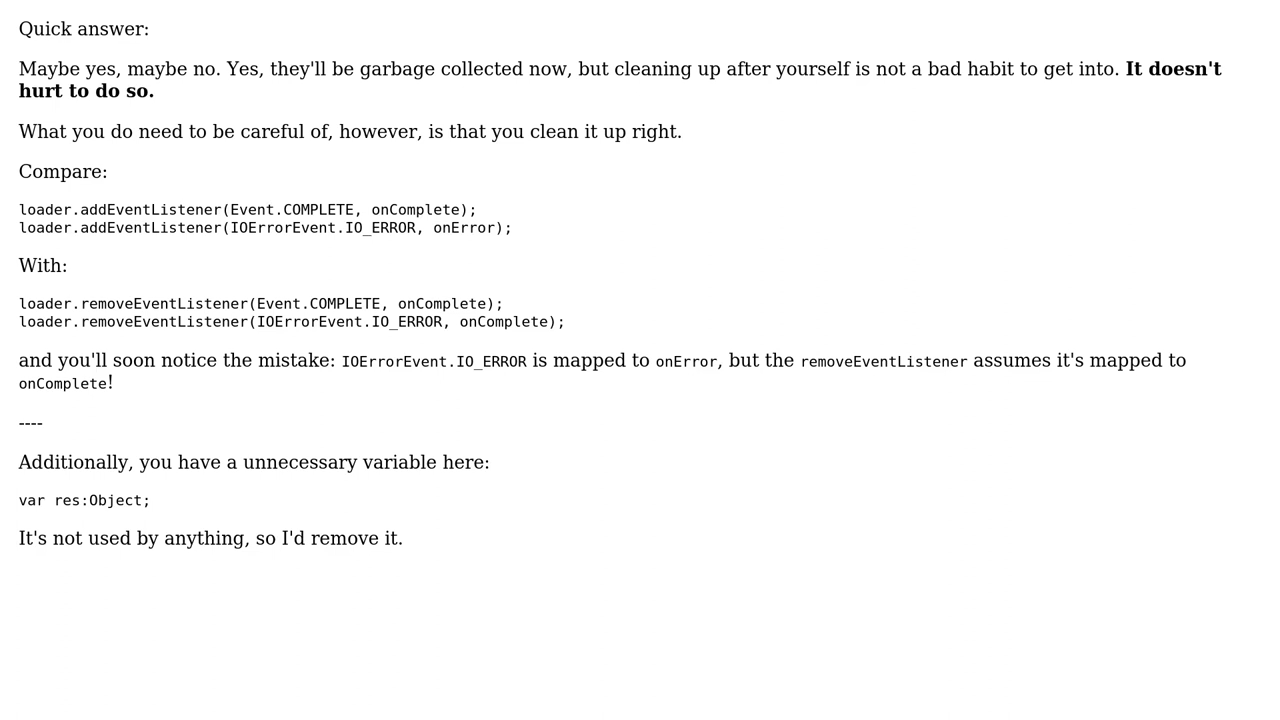 Quick answer:
Maybe yes, maybe no. Yes, they'll be garbage collected now, but cleaning up after yourself is not a bad habit to get into. It doesn't
hurt to do so.
What you do need to be careful of, however, is that you clean it up right.
Compare:
loader.addEventListener(Event.COMPLETE, onComplete);
loader.addEventListener(IOErrorEvent.IO_ERROR, onError);
With:
loader.removeEventListener(Event.COMPLETE, onComplete);
loader.removeEventListener(IOErrorEvent.IO_ERROR, onComplete);
and you'll soon notice the mistake: IOErrorEvent.IO_ERROR is mapped to onError, but the removeEventListener assumes it's mapped to
onComplete!
----
Additionally, you have a unnecessary variable here:
var res:Object;
It's not used by anything, so I'd remove it.